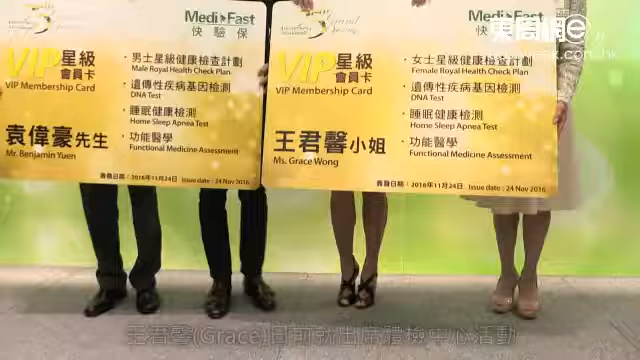 Medi Fast
快驗保
VIP星級
會員卡
VIP Membership Card
· 男士星級健康檢查計劃
Male Royal Health Check Plan
· 遺傳性疾病基因檢測
DNA Test
· 睡眠健康檢測
Home Sleep Apnea Test
· 功能醫學
Functional Medicine Assessment
袁偉豪先生
Mr. Benjamin Yuen
簽發日期：2016年11月24日 Issue date : 24 Nov 2016
Medi Fast
快驗保
VIP星級
會員卡
VIP Membership Card
· 女士星級健康檢查計劃
Female Royal Health Check Plan
· 遺傳性疾病基因檢測
DNA Test
· 睡眠健康檢測
Home Sleep Apnea Test
· 功能醫學
Functional Medicine Assessment
王君馨小姐
Ms. Grace Wong
簽發日期：2016年11月24日 Issue date : 24 Nov 2016
王君馨(Grace)日前就出席體檢中心活動